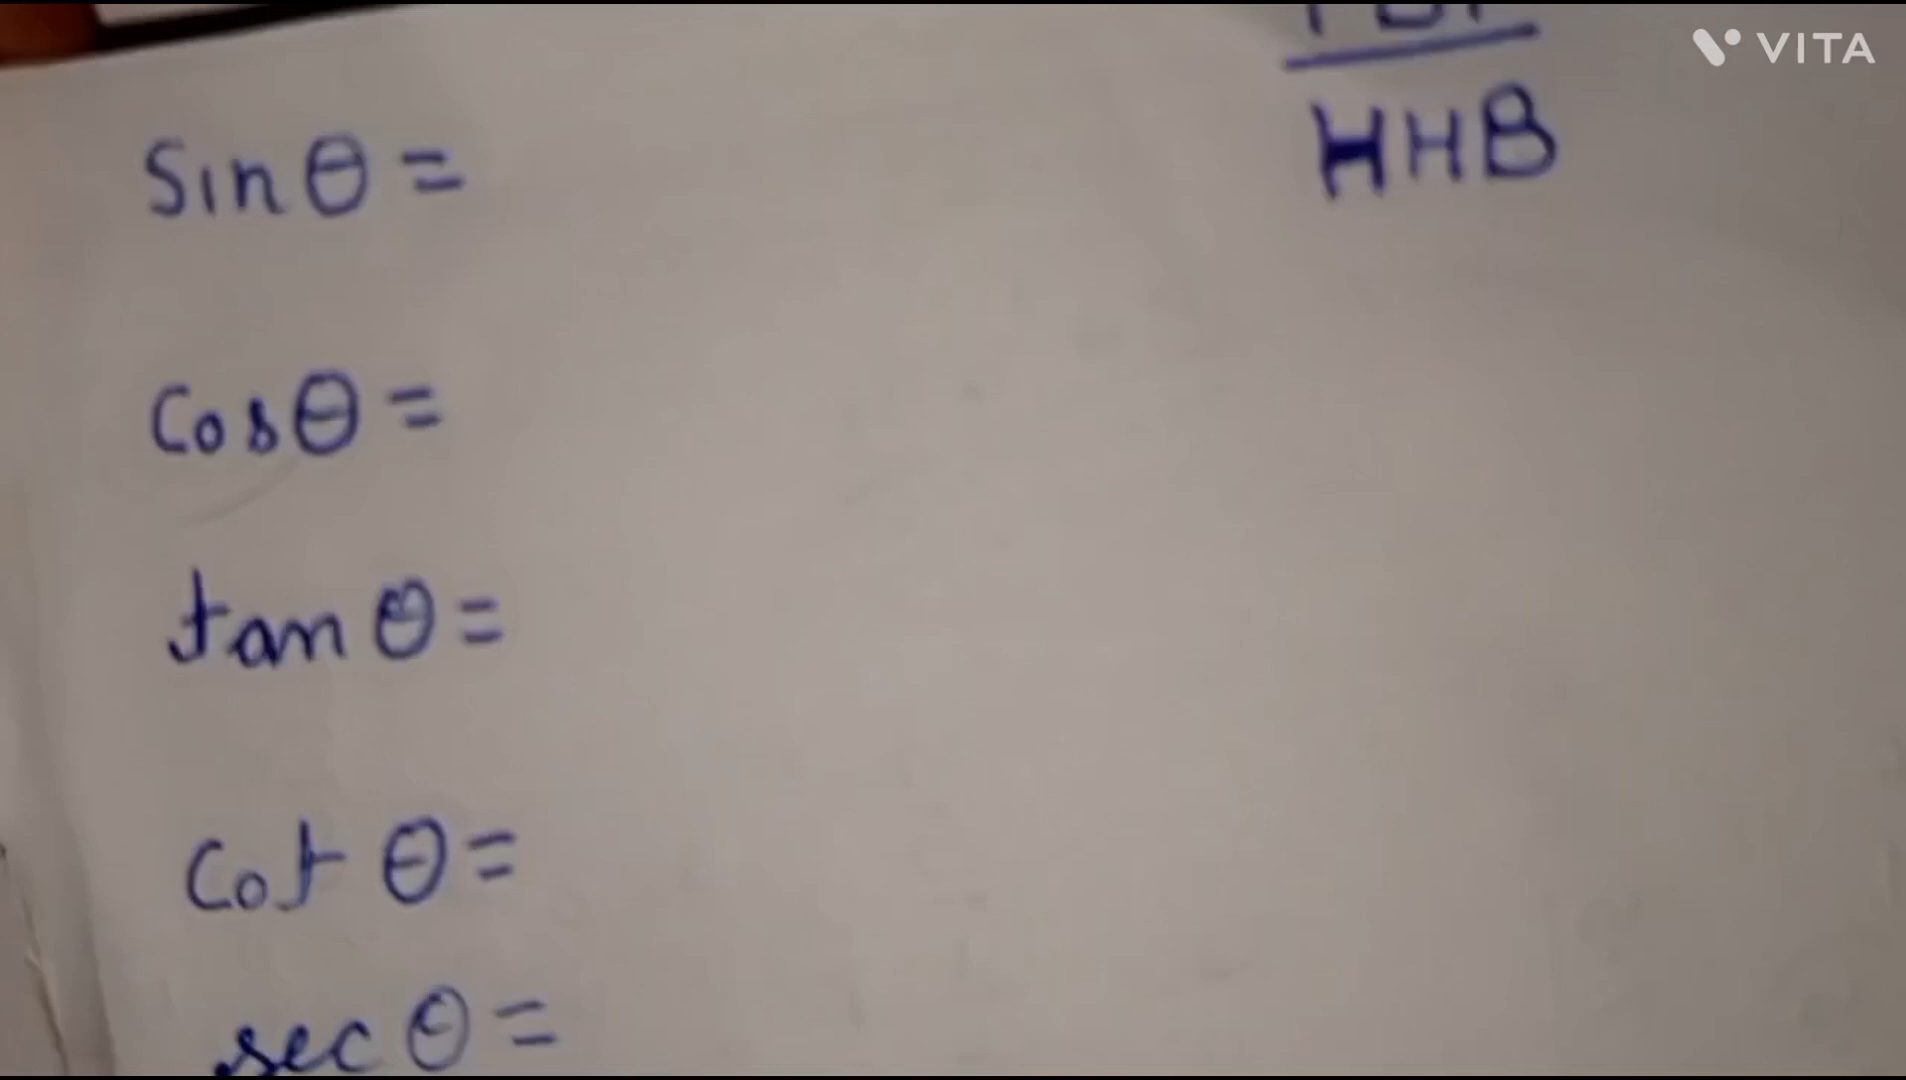 VITA
HHB
Sin θ =
Cos θ =
tan θ =
Cot θ =
sec θ =